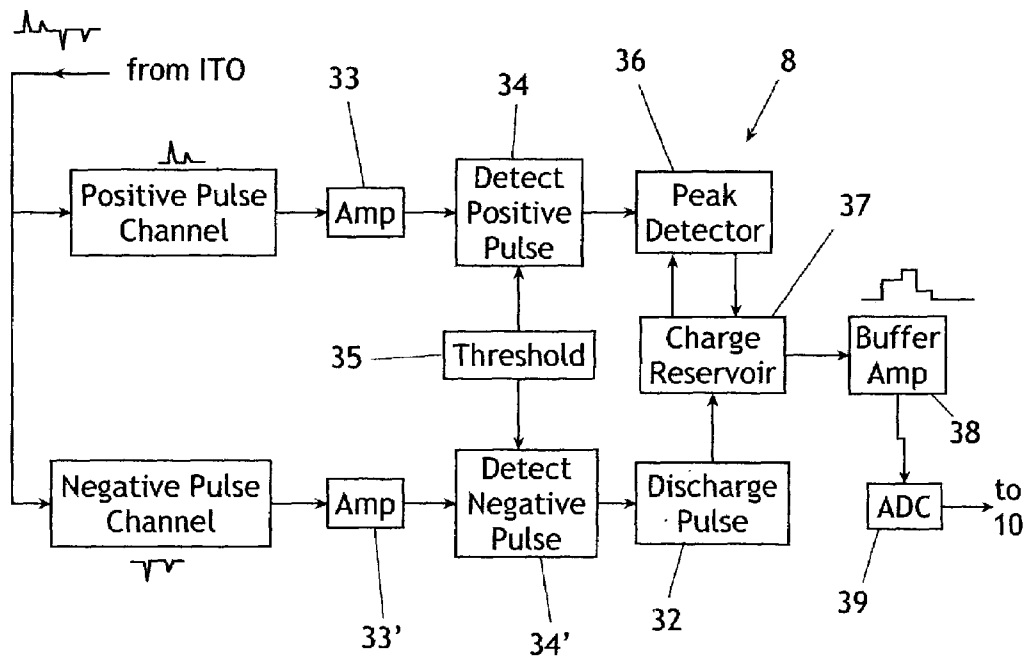 from ITO
33
34
36
8
Positive Pulse
Channel
Amp
Detect
Positive
Pulse
Peak
Detector
37
35
Threshold
Charge
Reservoir
Buffer
Amp
38
Negative Pulse
Channel
Amp
Detect
Negative
Pulse
Discharge
Pulse
ADC
to
10
33'
34'
32
39